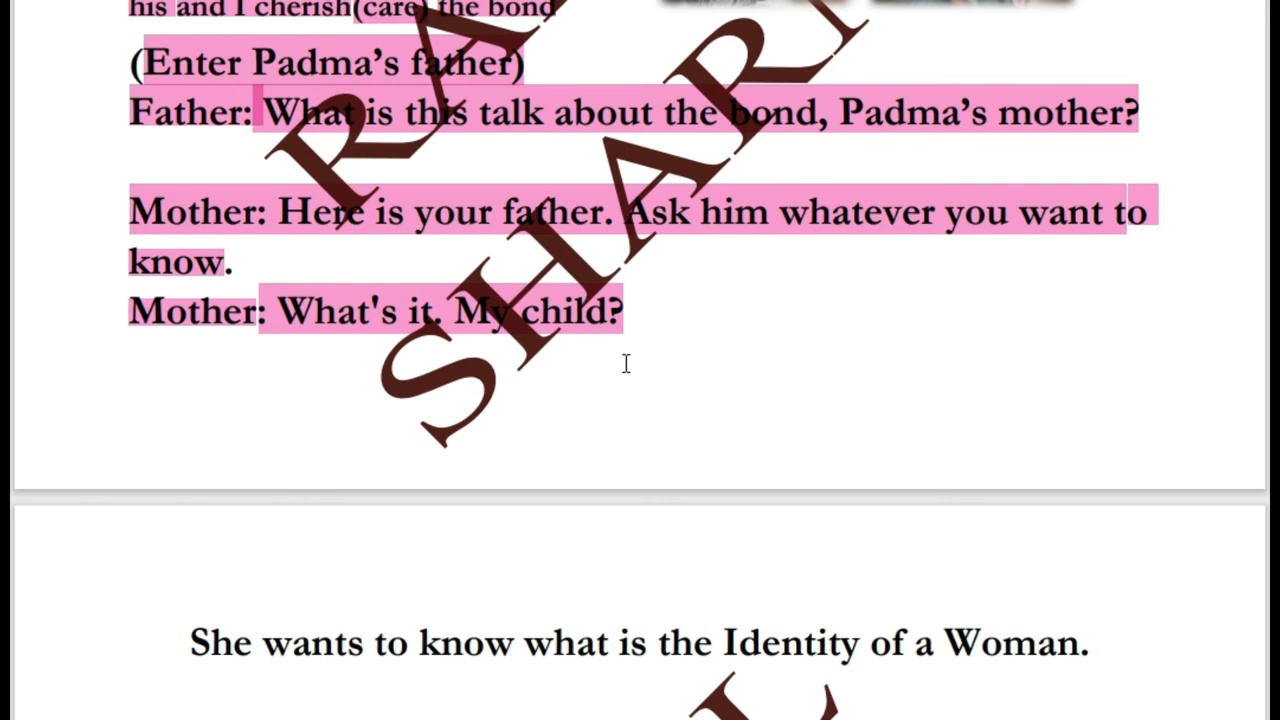 his and I cherish(care) the bond
(Enter Padma’s father)
Father: What is this talk about the bond, Padma’s mother?
Mother: Here is your father. Ask him whatever you want to
know.
Mother: What's it. My child?
She wants to know what is the Identity of a Woman.